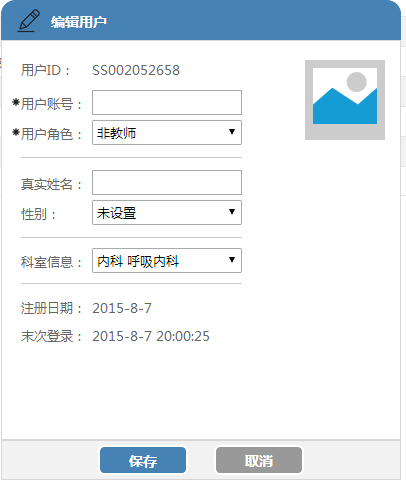 编辑用户
用户ID： SS002052658
*用户账号：
*用户角色： 非教师
真实姓名：
性别： 未设置
科室信息： 内科 呼吸内科
注册日期： 2015-8-7
末次登录： 2015-8-7 20:00:25
保存 取消